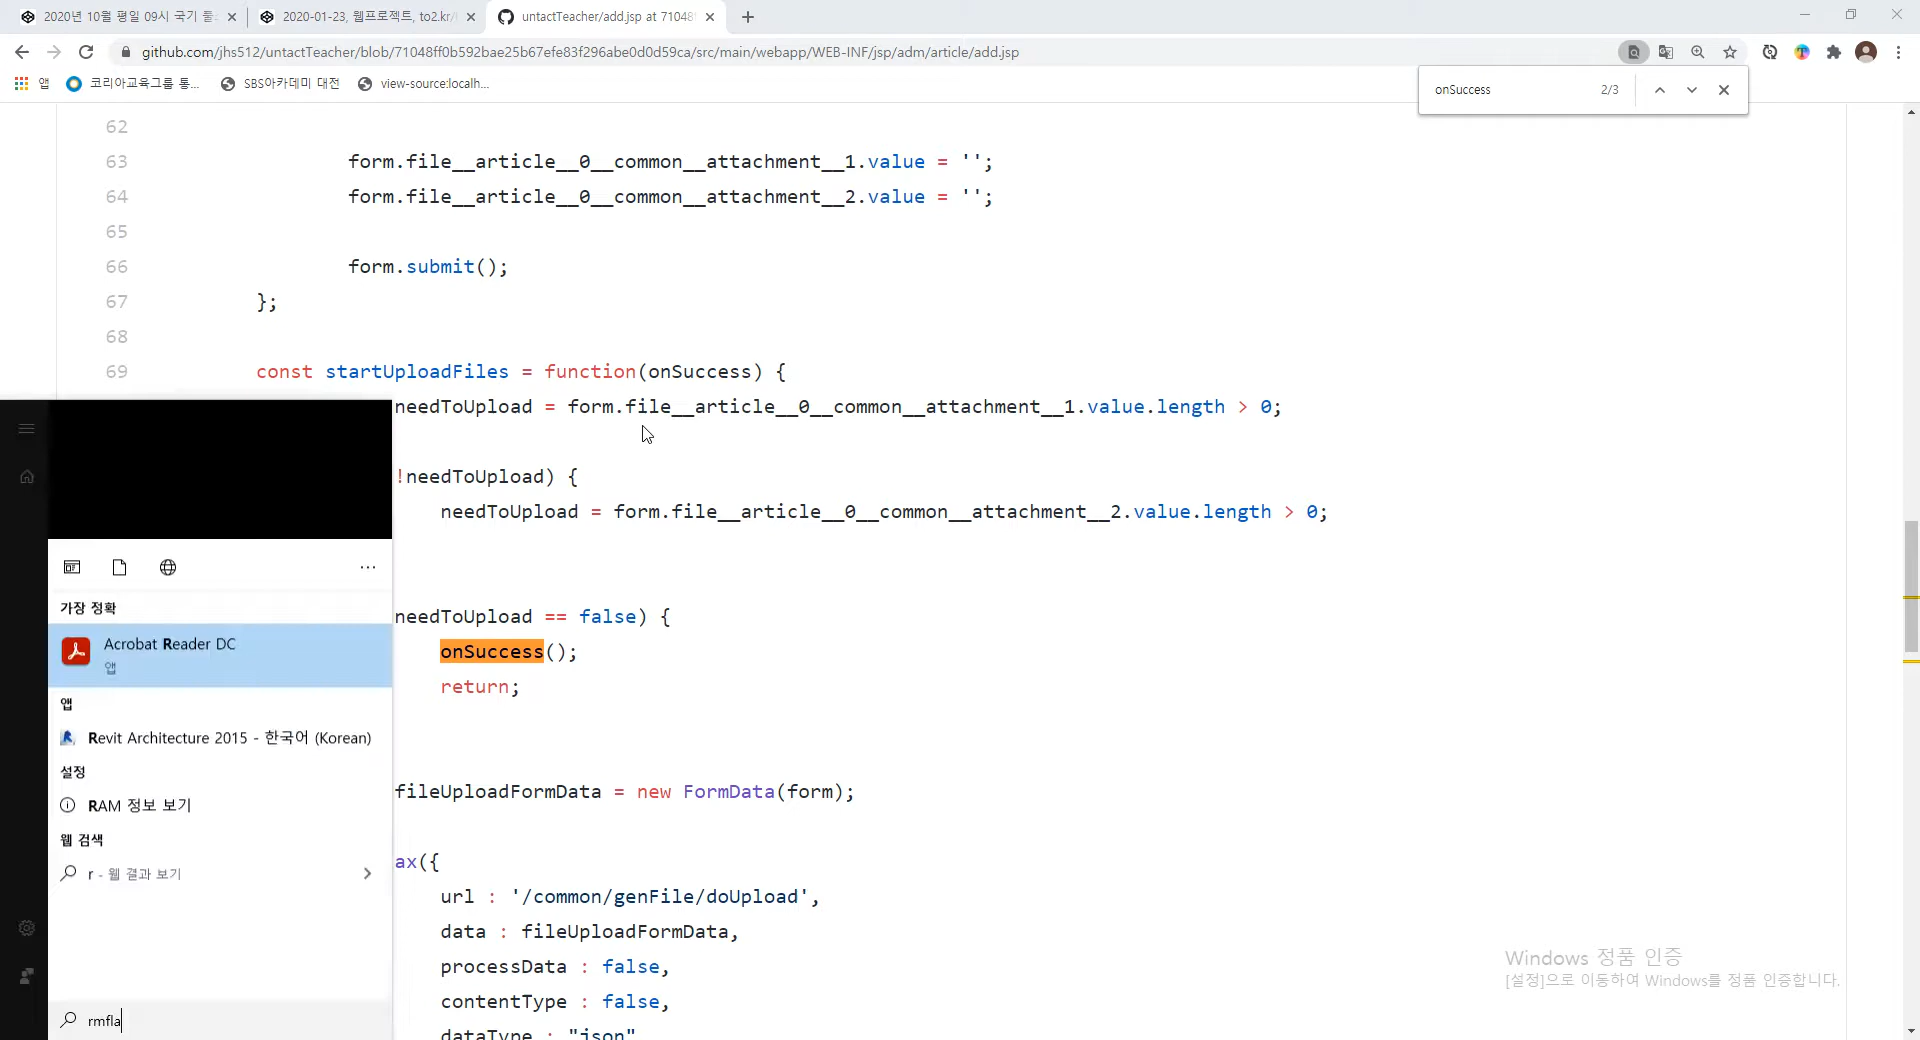 2020년 10월 평일 09시 국기 훈
2020-01-23, 웹프로젝트, to2.kr/
untactTeacher/add.jsp at 71048
github.com/jhs512/untactTeacher/blob/71048ff0b592bae25b67efe83f296abe0d0d59ca/src/main/webapp/WEB-INF/jsp/adm/article/add.jsp
앱
코리아교육그룹 통...
SBS아카데미 대전
view-source:localh...
onSuccess
2/3
62
63 form.file__article__0__common__attachment__1.value = '';
64 form.file__article__0__common__attachment__2.value = '';
65
66 form.submit();
67 };
68
69 const startUploadFiles = function(onSuccess) {
needToUpload = form.file__article__0__common__attachment__1.value.length > 0;
!needToUpload) {
needToUpload = form.file__article__0__common__attachment__2.value.length > 0;
needToUpload == false) {
onSuccess();
return;
fileUploadFormData = new FormData(form);
ax({
url : '/common/genFile/doUpload',
data : fileUploadFormData,
processData : false,
contentType : false,
dataType : "json"
가장 정확
Acrobat Reader DC
앱
앱
Revit Architecture 2015 - 한국어 (Korean)
설정
RAM 정보 보기
웹 검색
r - 웹 결과 보기
rmfla
Windows 정품 인증
[설정]으로 이동하여 Windows를 정품 인증합니다.